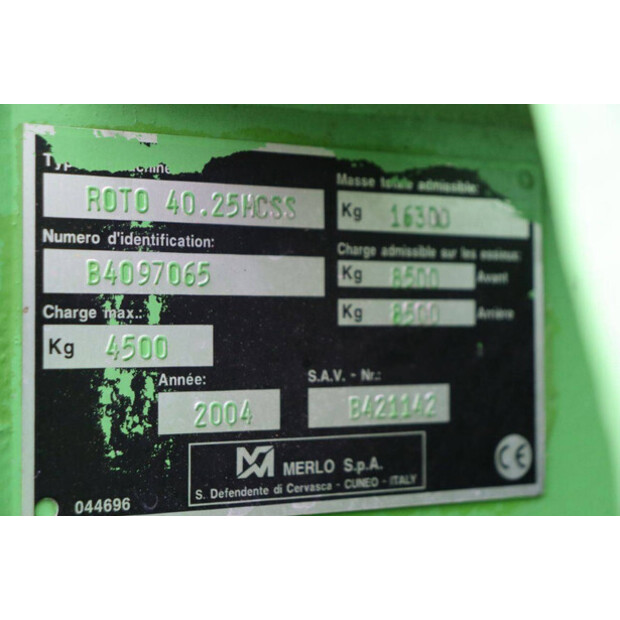 ROTO 40.25MCSS
Numero d'identification:
B4097065
Charge max.:
Kg 4500
Année:
2004
Masse totale admissible:
Kg 16300
Charge admissible sur les essieux:
Kg 8500 Avant
Kg 8500 Arrière
S.A.V. - Nr.:
B421142
MERLO S.p.A.
S. Defendente di Cervasca - CUNEO - ITALY
044696
CE